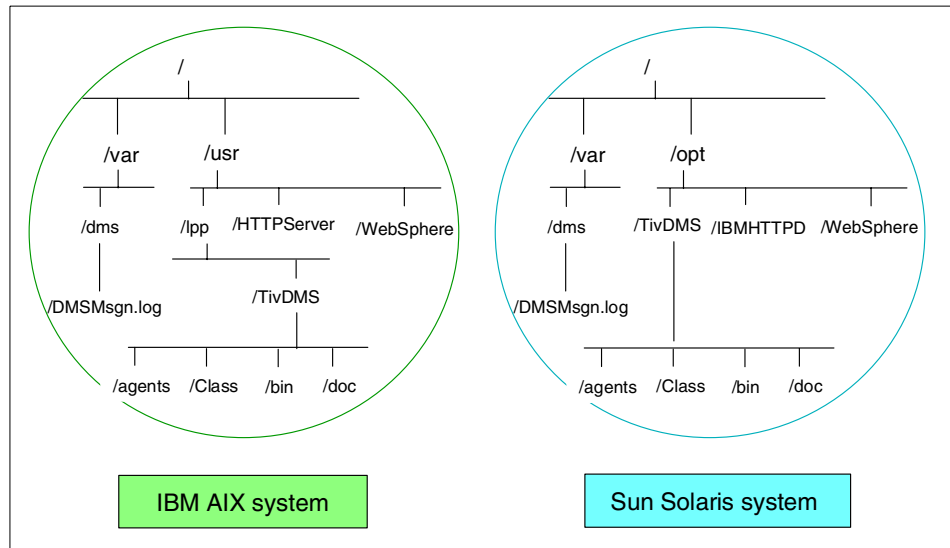 /
/var
/usr
/dms
/lpp
/HTTPServer
/WebSphere
/DMSMsgn.log
/TivDMS
/agents
/Class
/bin
/doc
IBM AIX system
/
/var
/opt
/dms
/TivDMS
/IBMHTTPD
/WebSphere
/DMSMsgn.log
/agents
/Class
/bin
/doc
Sun Solaris system